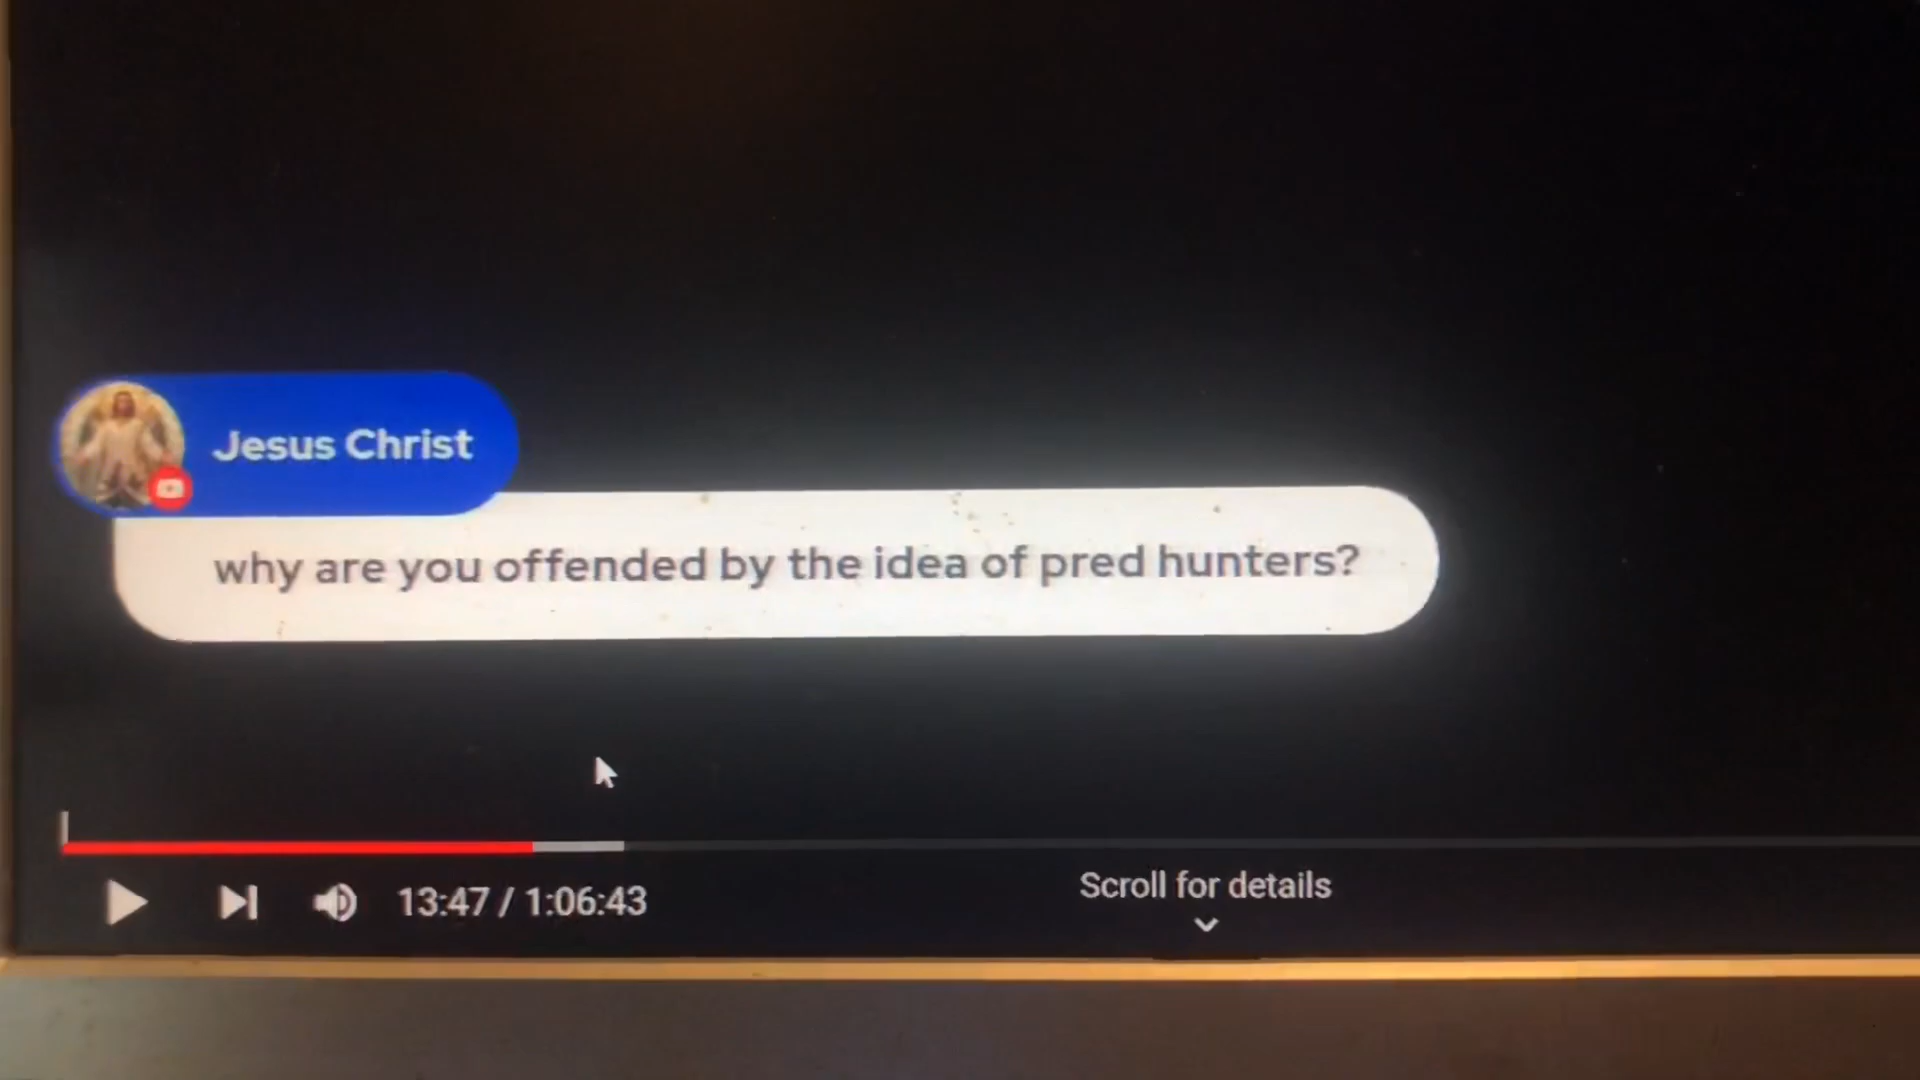 Jesus Christ
why are you offended by the idea of pred hunters?
Scroll for details
13:47 / 1:06:43